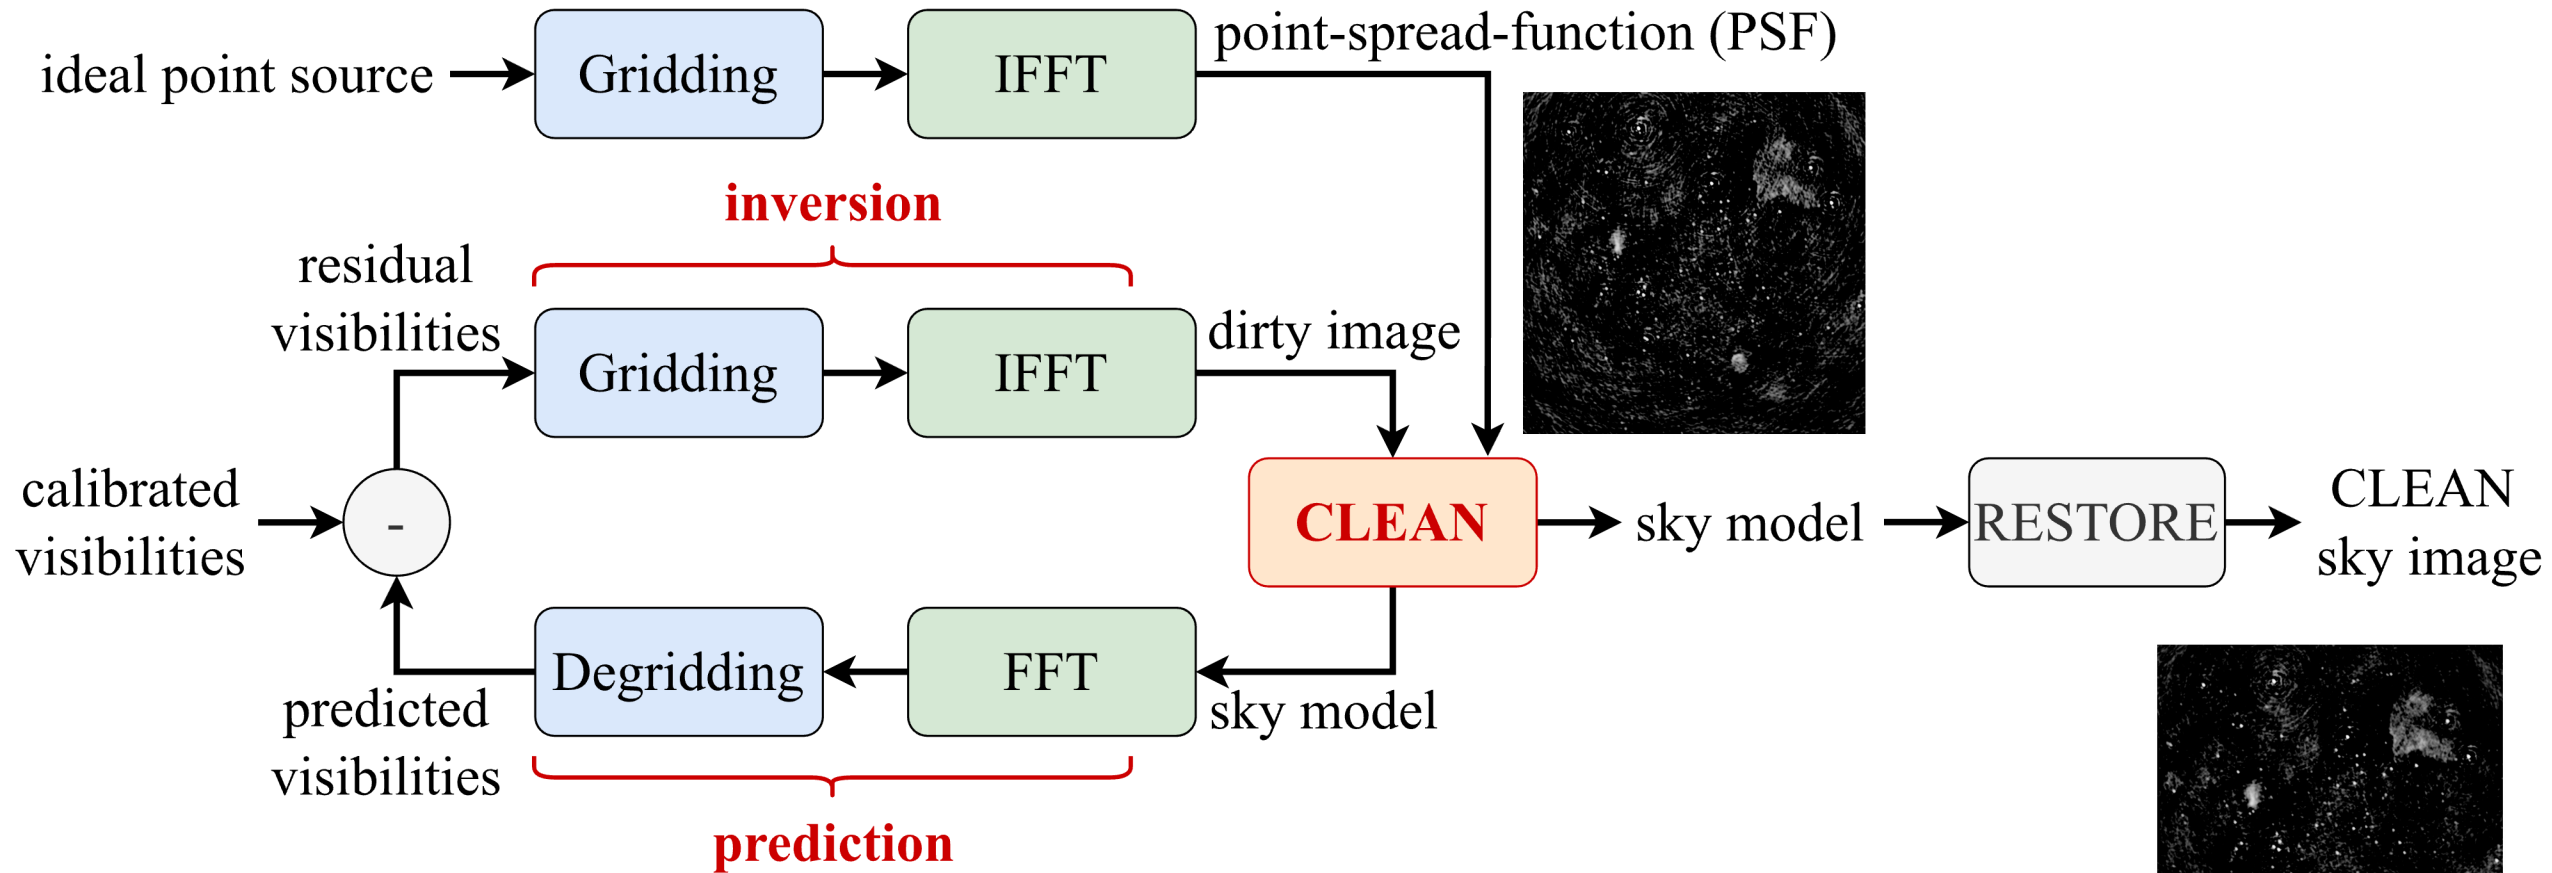 ideal point source
Gridding
IFFT
point-spread-function (PSF)
inversion
residual
visibilities
Gridding
IFFT
dirty image
calibrated
visibilities
-
CLEAN
sky model
RESTORE
CLEAN
sky image
predicted
visibilities
Degridding
FFT
sky model
prediction